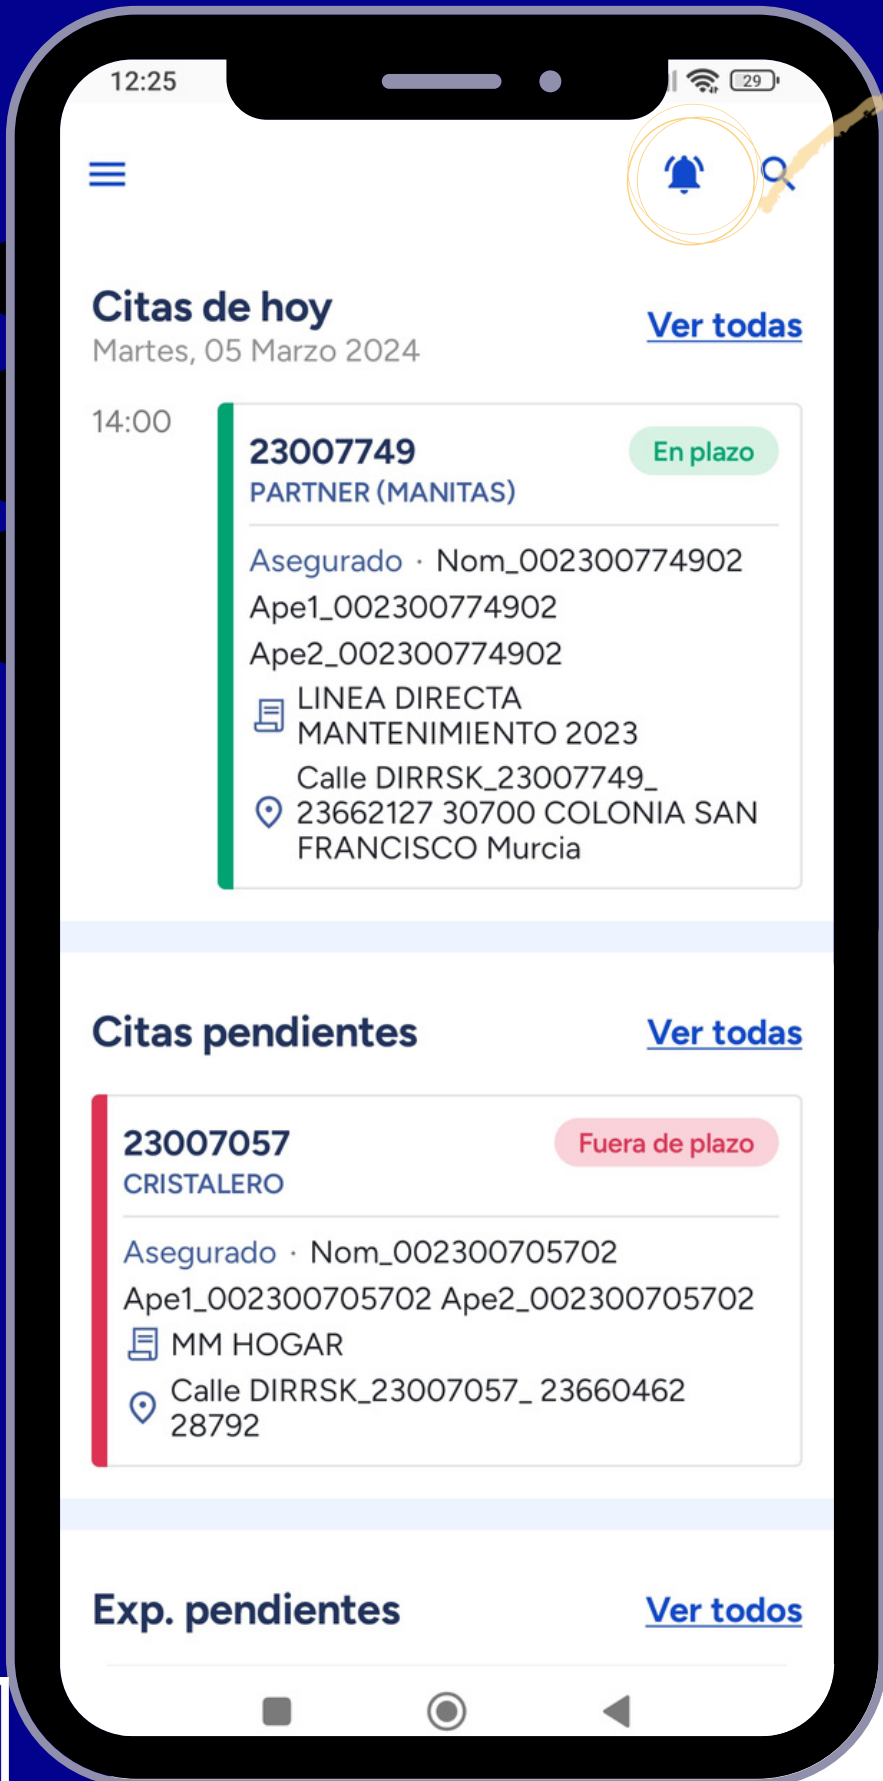 12:25
29
Citas de hoy
Ver todas
Martes, 05 Marzo 2024
14:00
23007749
En plazo
PARTNER (MANITAS)
Asegurado · Nom_002300774902
Ape1_002300774902
Ape2_002300774902
LINEA DIRECTA
MANTENIMIENTO 2023
Calle DIRRSK_23007749_
23662127 30700 COLONIA SAN
FRANCISCO Murcia
Citas pendientes
Ver todas
23007057
Fuera de plazo
CRISTALERO
Asegurado · Nom_002300705702
Ape1_002300705702 Ape2_002300705702
MM HOGAR
Calle DIRRSK_23007057_ 23660462
28792
Exp. pendientes
Ver todos